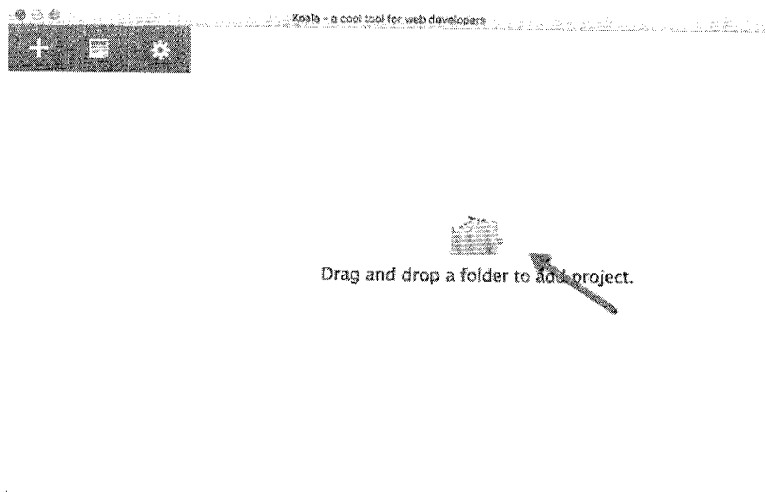 Koala - a cool tool for web developers
Drag and drop a folder to add project.